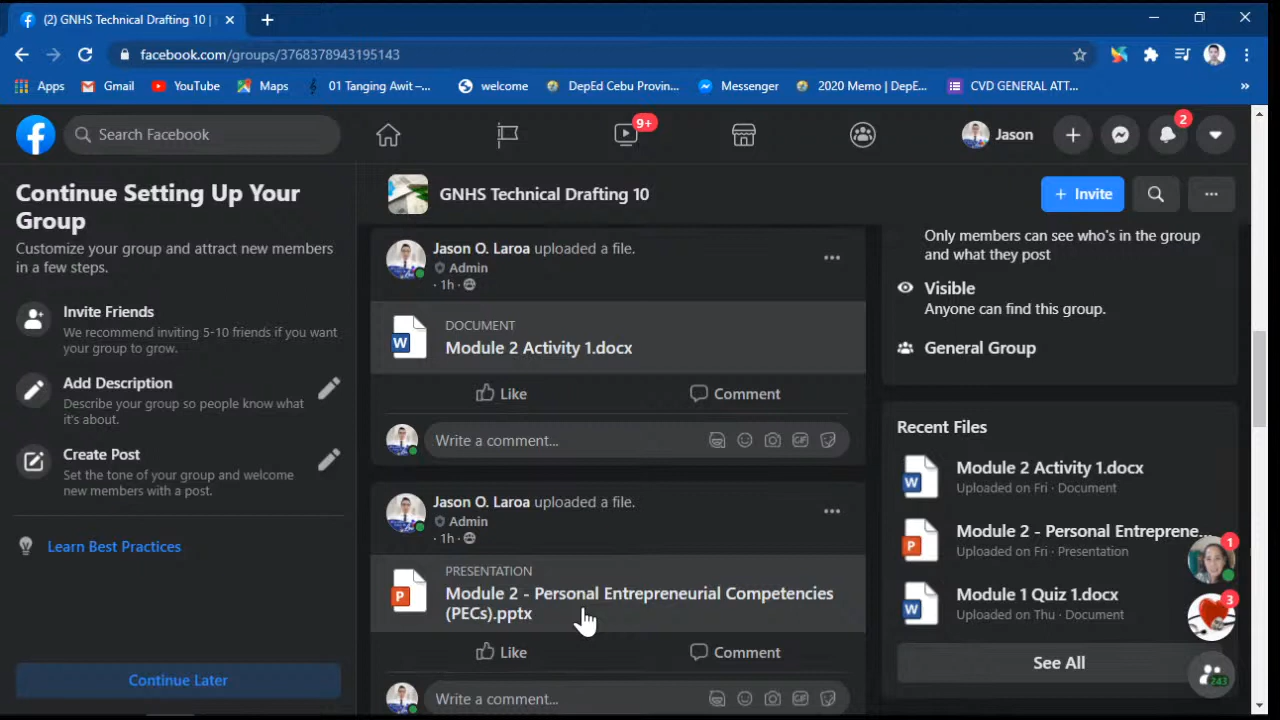 (2) GNHS Technical Drafting 10 |
facebook.com/groups/3768378943195143
Apps
Gmail
YouTube
Maps
01 Tanging Awit –...
welcome
DepEd Cebu Provin...
Messenger
2020 Memo | DepE...
CVD GENERAL ATT...
»
Search Facebook
9+
Jason
2
Continue Setting Up Your
Group
Customize your group and attract new members
in a few steps.
Invite Friends
We recommend inviting 5-10 friends if you want
your group to grow.
Add Description
Describe your group so people know what
it's about.
Create Post
Set the tone of your group and welcome
new members with a post.
Learn Best Practices
Continue Later
GNHS Technical Drafting 10
+ Invite
Jason O. Laroa uploaded a file.
Admin
· 1h ·
DOCUMENT
W
Module 2 Activity 1.docx
Like
Comment
Write a comment...
GIF
Jason O. Laroa uploaded a file.
Admin
· 1h ·
PRESENTATION
P
Module 2 - Personal Entrepreneurial Competencies
(PECs).pptx
Like
Comment
Write a comment...
GIF
Only members can see who's in the group
and what they post
Visible
Anyone can find this group.
General Group
Recent Files
W
Module 2 Activity 1.docx
Uploaded on Fri · Document
P
Module 2 - Personal Entreprene...
Uploaded on Fri · Presentation
1
W
Module 1 Quiz 1.docx
Uploaded on Thu · Document
3
See All
243